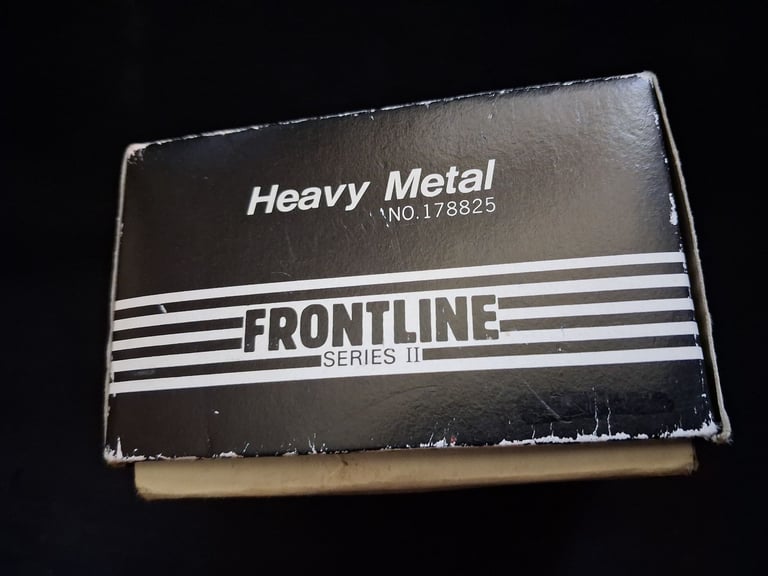 Heavy Metal
NO.178825
FRONTLINE
SERIES II